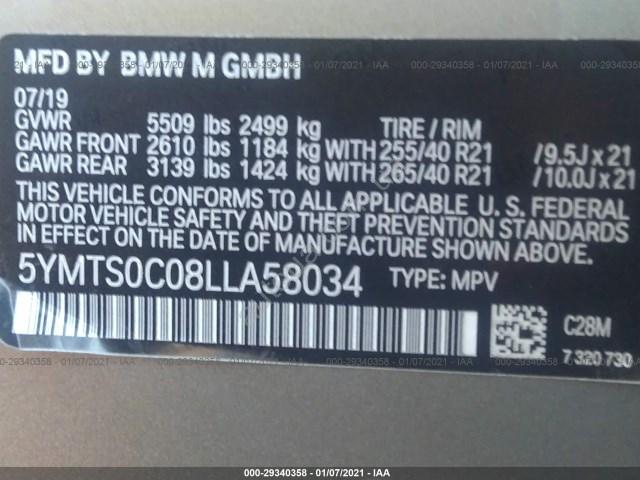 MFD BY BMW M GMBH
07/19
GVWR 5509 lbs 2499 kg TIRE / RIM
GAWR FRONT 2610 lbs 1184 kg WITH 255/40 R21 /9.5J x 21
GAWR REAR 3139 lbs 1424 kg WITH 265/40 R21 /10.0J x 21
THIS VEHICLE CONFORMS TO ALL APPLICABLE U. S. FEDERAL
MOTOR VEHICLE SAFETY AND THEFT PREVENTION STANDARDS
IN EFFECT ON THE DATE OF MANUFACTURE SHOWN ABOVE.
5YMTS0C08LLA58034 TYPE: MPV
C28M
7 320 730
000-29340358 - 01/07/2021 - IAA